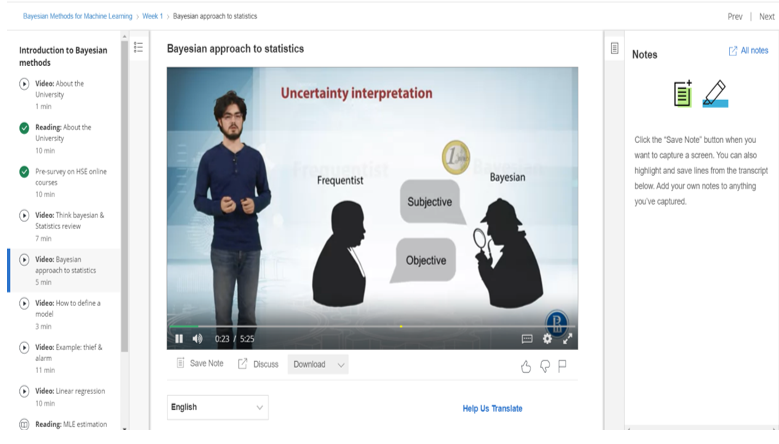 Bayesian Methods for Machine Learning > Week 1 > Bayesian approach to statistics
Prev | Next
Introduction to Bayesian
methods
Video: About the
University
1 min
Reading: About the
University
10 min
Pre-survey on HSE online
courses
10 min
Video: Think bayesian &
Statistics review
7 min
Video: Bayesian
approach to statistics
5 min
Video: How to define a
model
3 min
Video: Example: thief &
alarm
11 min
Video: Linear regression
10 min
Reading: MLE estimation
Bayesian approach to statistics
Uncertainty interpretation
Frequentist
Bayesian
Frequentist
Bayesian
1
Subjective
Objective
0:23 / 5:25
Save Note
Discuss
Download
English
Help Us Translate
Notes
All notes
Click the "Save Note" button when you
want to capture a screen. You can also
highlight and save lines from the transcript
below. Add your own notes to anything
you've captured.